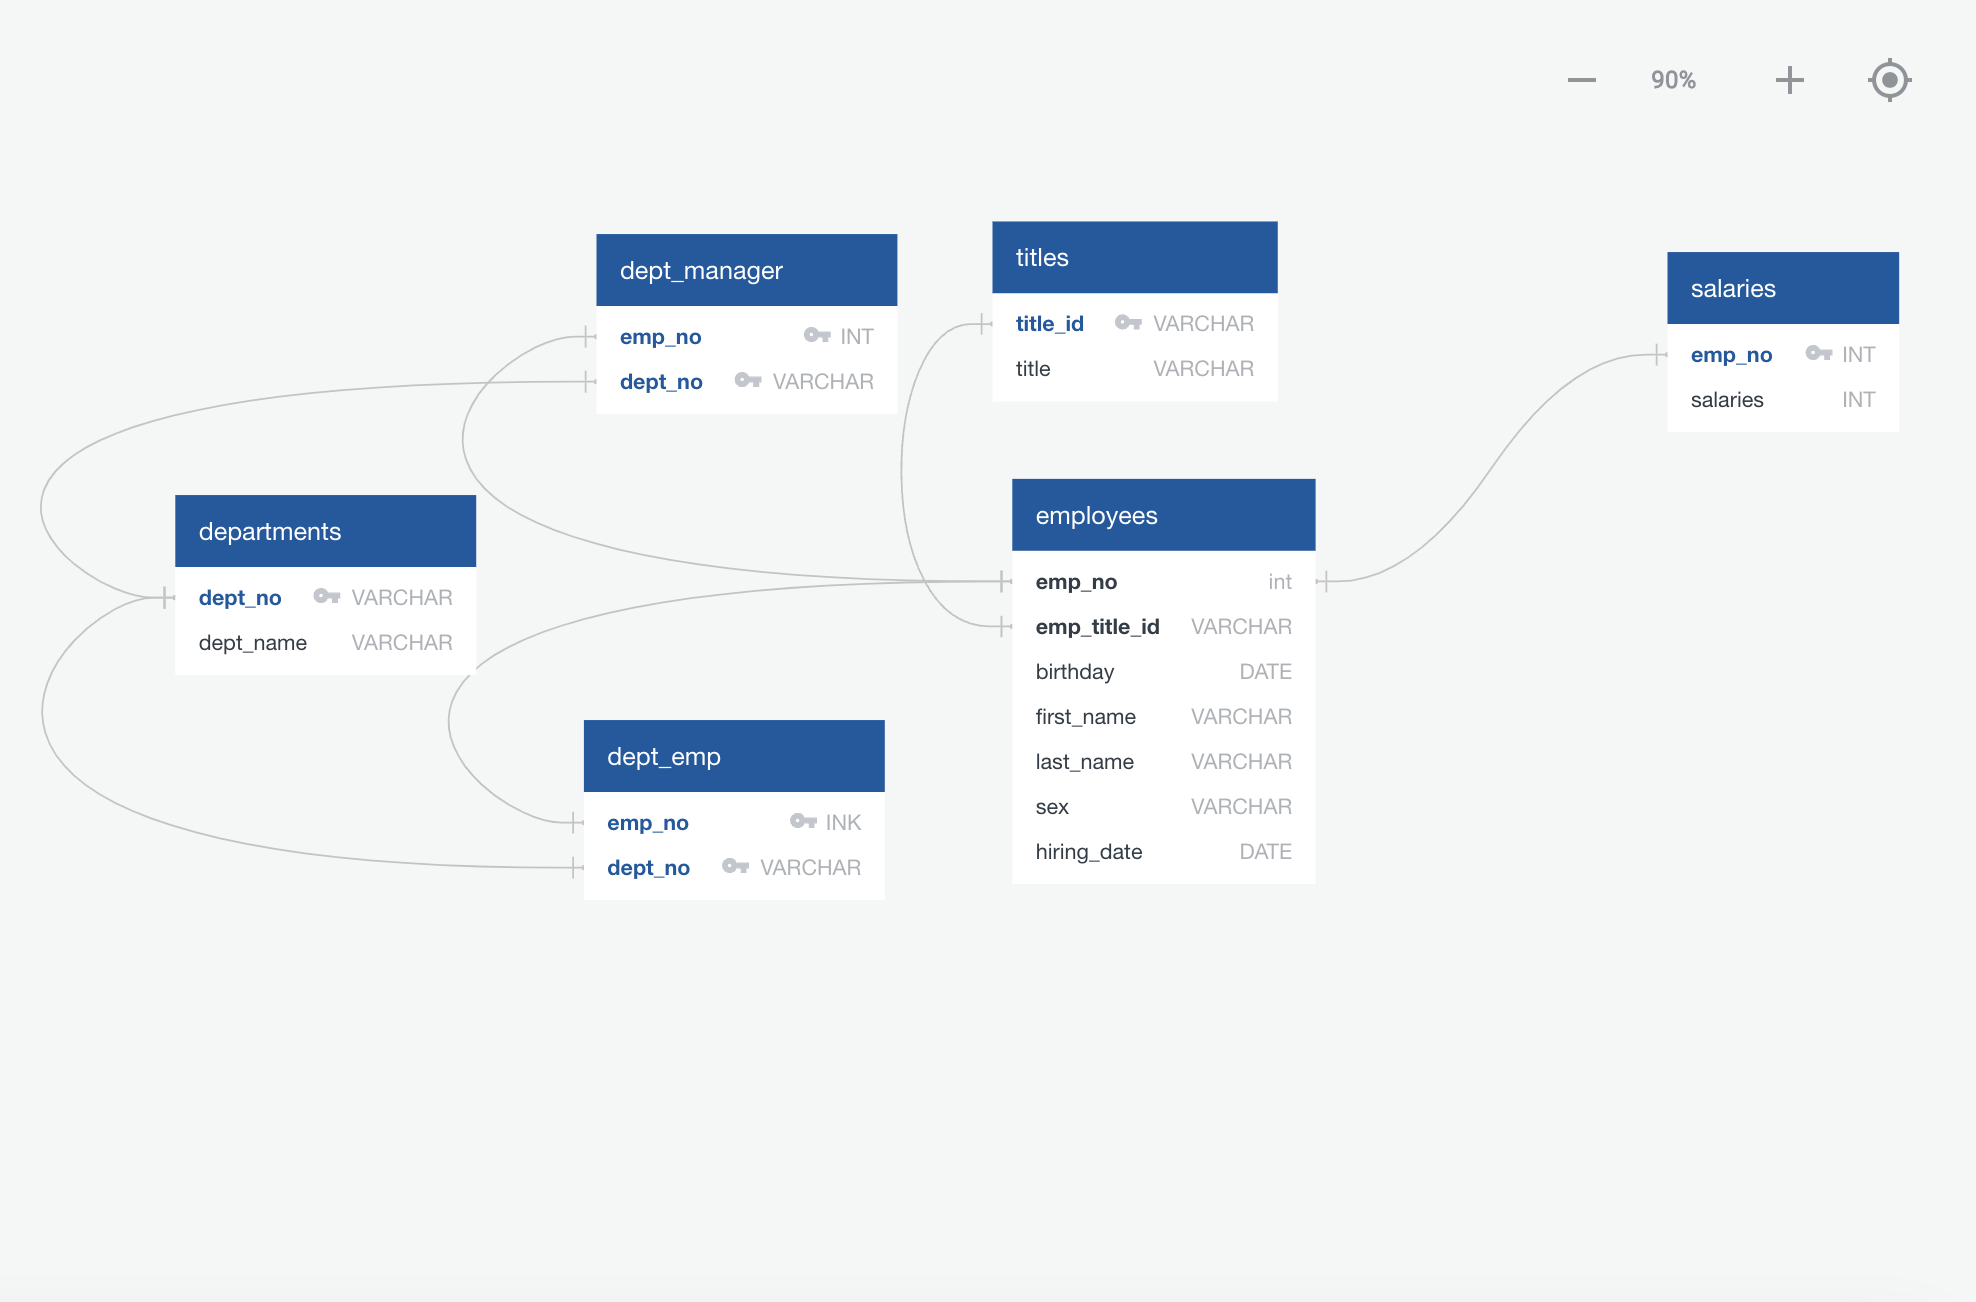 90%
dept_manager
emp_no INT
dept_no VARCHAR
titles
title_id VARCHAR
title VARCHAR
salaries
emp_no INT
salaries INT
departments
dept_no VARCHAR
dept_name VARCHAR
employees
emp_no int
emp_title_id VARCHAR
birthday DATE
first_name VARCHAR
last_name VARCHAR
sex VARCHAR
hiring_date DATE
dept_emp
emp_no INK
dept_no VARCHAR